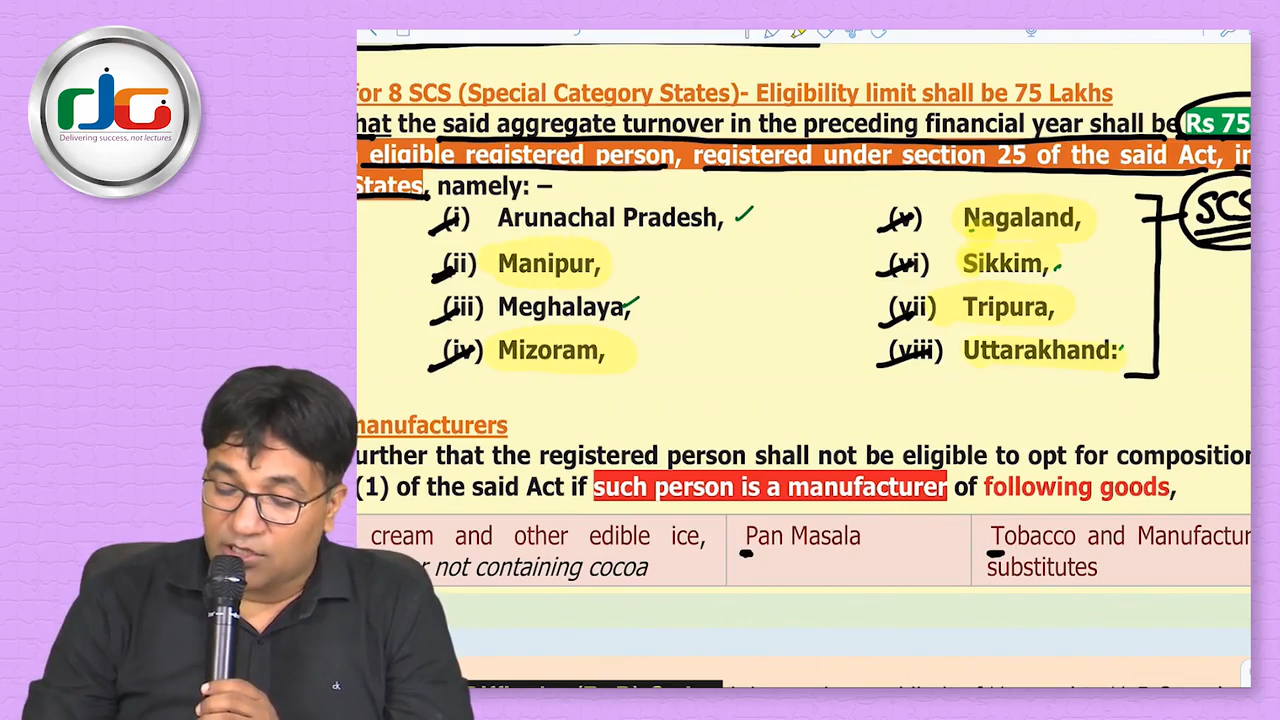 Delivering success, not lectures
for 8 SCS (Special Category States)- Eligibility limit shall be 75 Lakhs
hat the said aggregate turnover in the preceding financial year shall be Rs 75
eligible registered person, registered under section 25 of the said Act, in
States, namely: –
(i) Arunachal Pradesh, (v) Nagaland,
(ii) Manipur, (vi) Sikkim,
(iii) Meghalaya, (vii) Tripura,
(iv) Mizoram, (viii) Uttarakhand:
SCS
manufacturers
urther that the registered person shall not be eligible to opt for composition
(1) of the said Act if such person is a manufacturer of following goods,
cream and other edible ice, Pan Masala Tobacco and Manufactur
r not containing cocoa substitutes